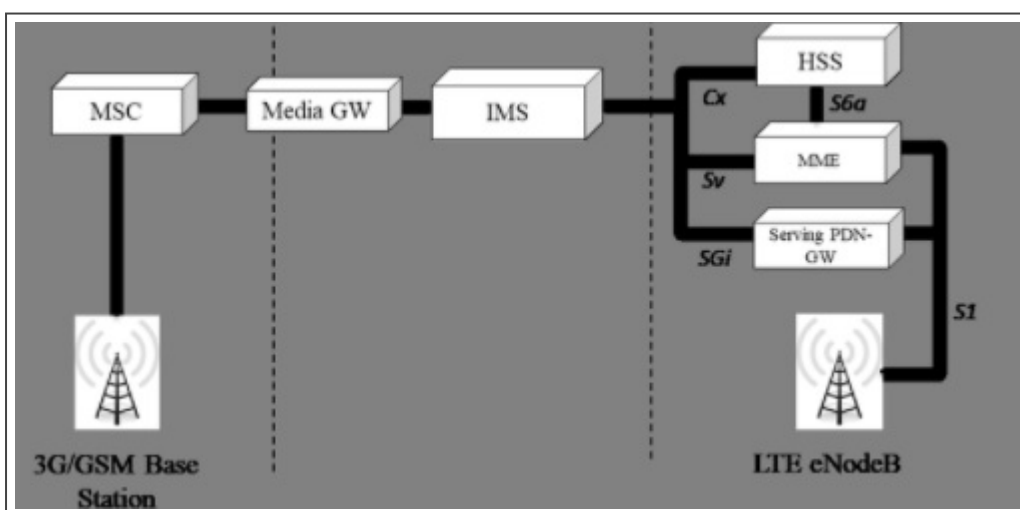 MSC
Media GW
IMS
HSS
Cx
S6a
MME
Sv
Serving PDN-
GW
SGi
S1
3G/GSM Base
Station
LTE eNodeB